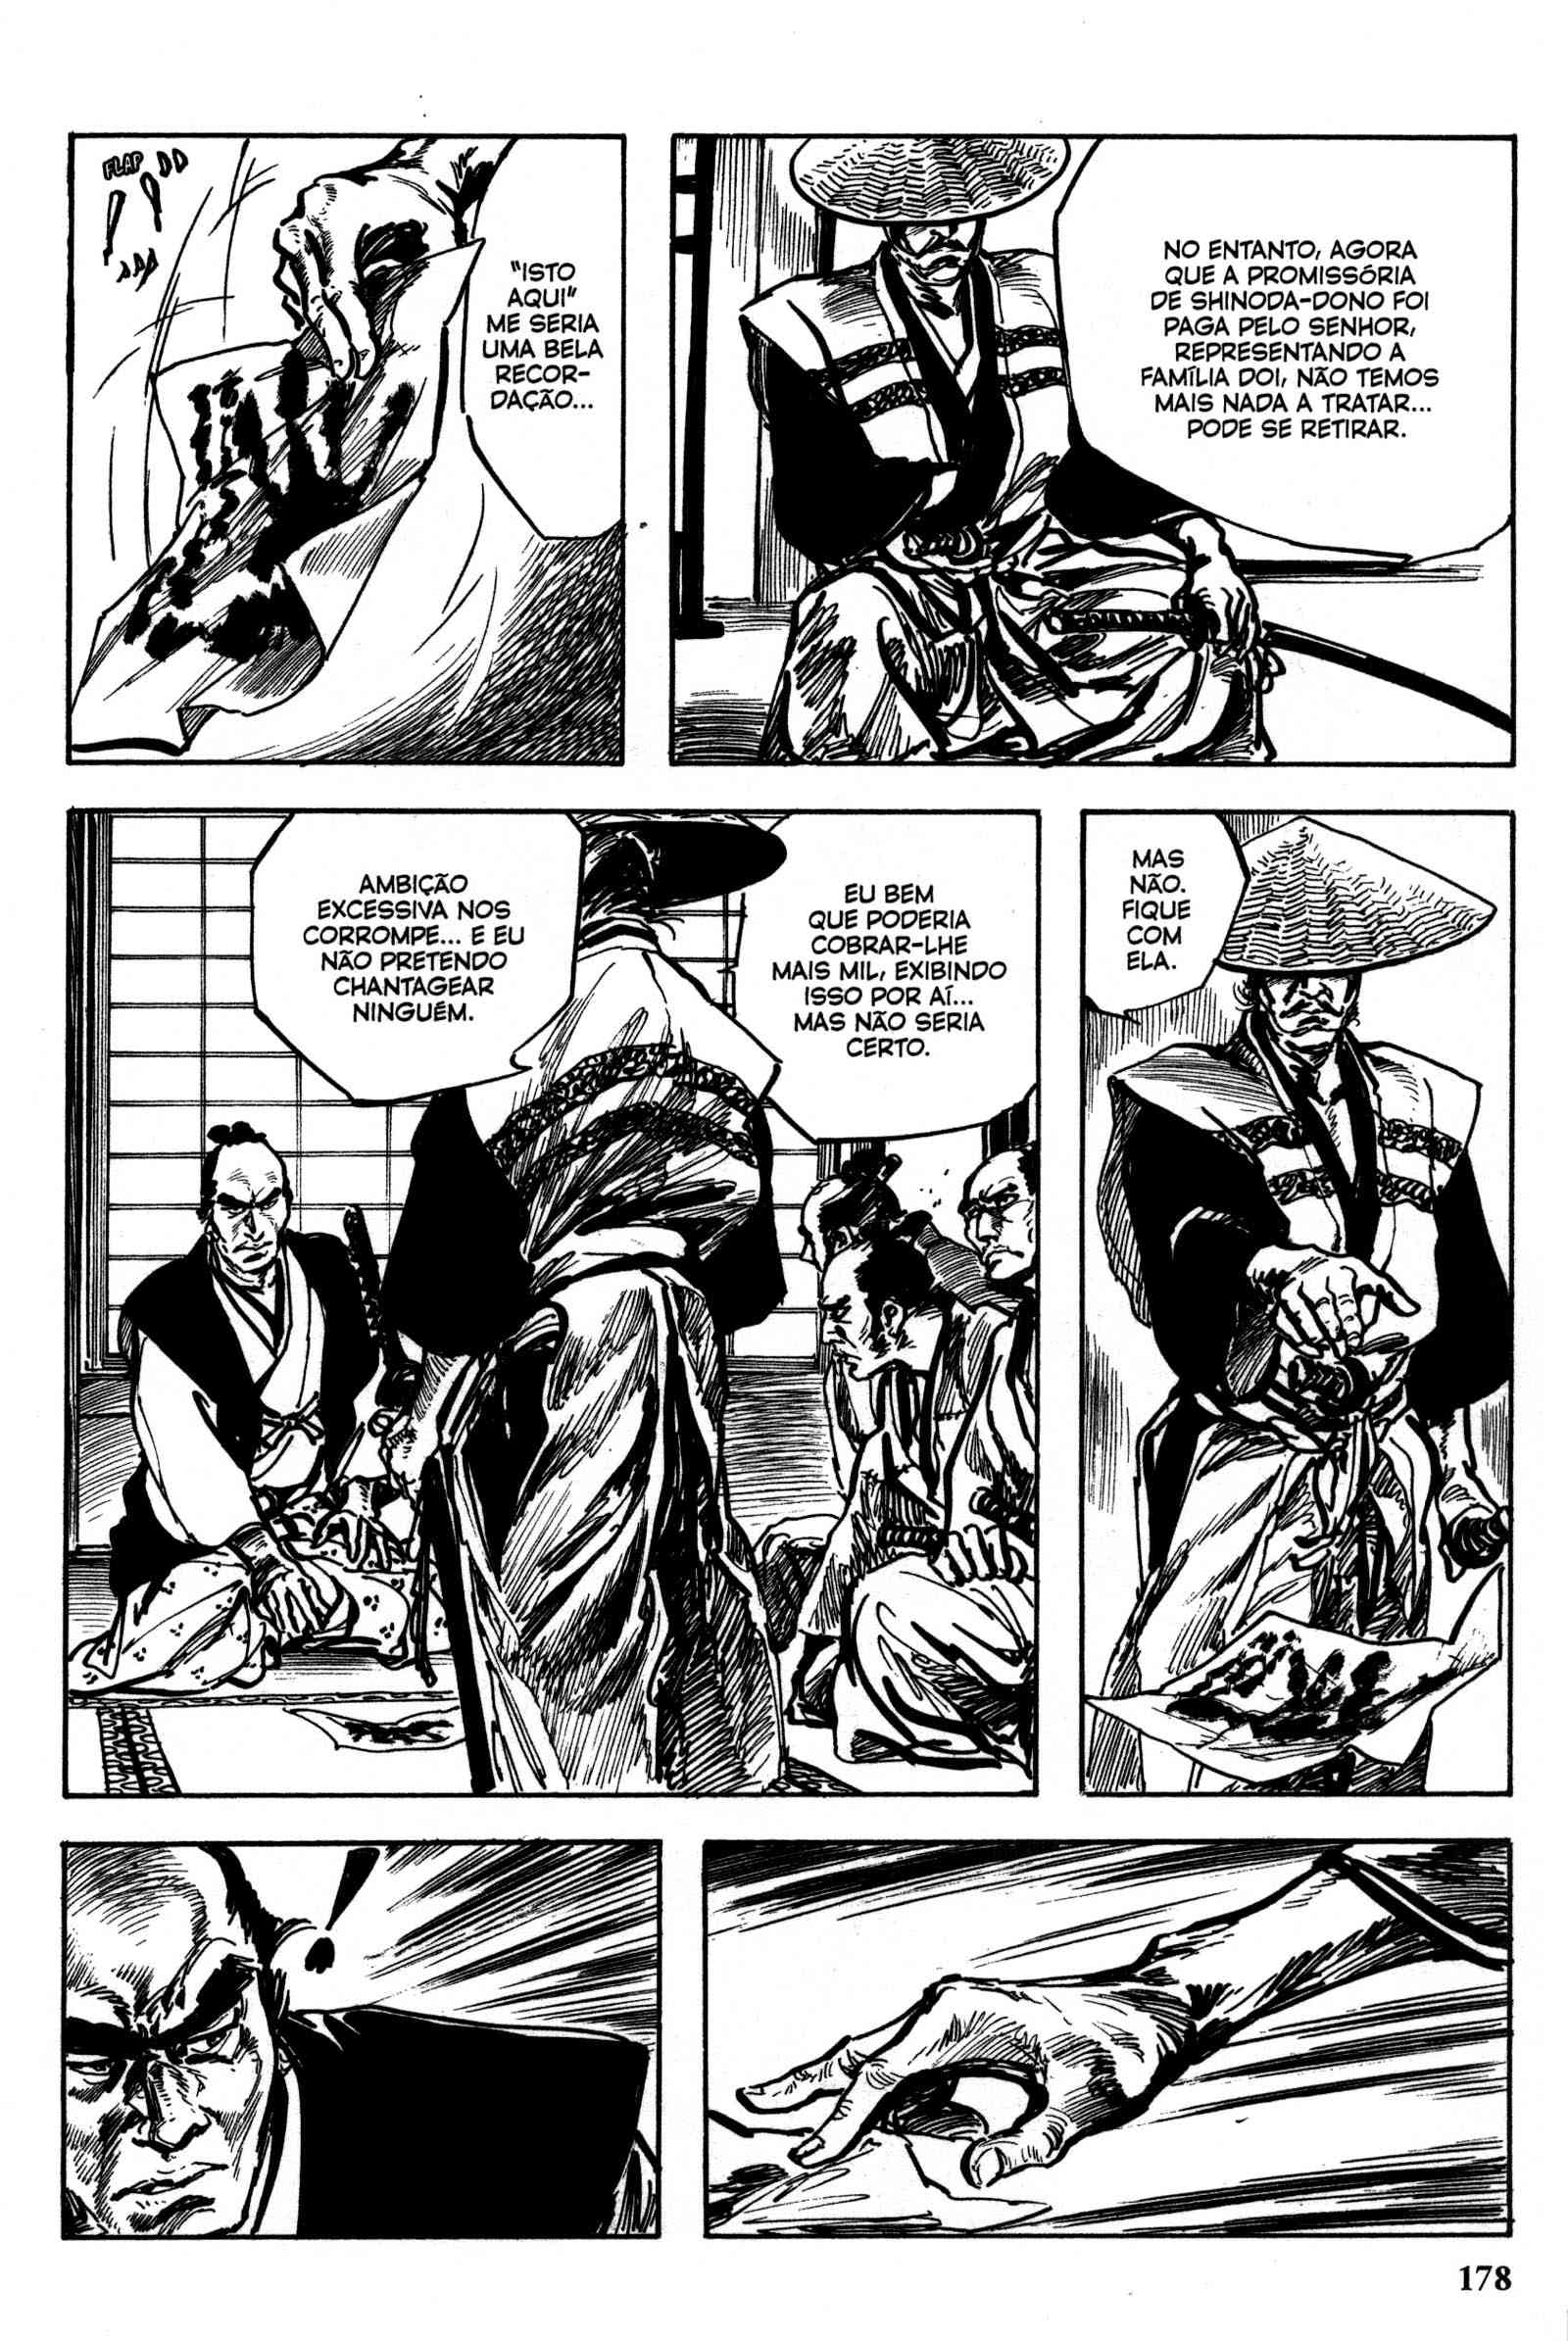 NO ENTANTO, AGORA
QUE A PROMISSÓRIA
DE SHINODA-DONO FOI
PAGA PELO SENHOR,
REPRESENTANDO A
FAMÍLIA DOI, NÃO TEMOS
MAIS NADA A TRATAR...
PODE SE RETIRAR.
FLAP
"ISTO
AQUI"
ME SERIA
UMA BELA
RECOR-
DAÇÃO...
MAS
NÃO.
FIQUE
COM
ELA.
EU BEM
QUE PODERIA
COBRAR-LHE
MAIS MIL, EXIBINDO
ISSO POR AÍ...
MAS NÃO SERIA
CERTO.
AMBIÇÃO
EXCESSIVA NOS
CORROMPE... E EU
NÃO PRETENDO
CHANTAGEAR
NINGUÉM.
!
178